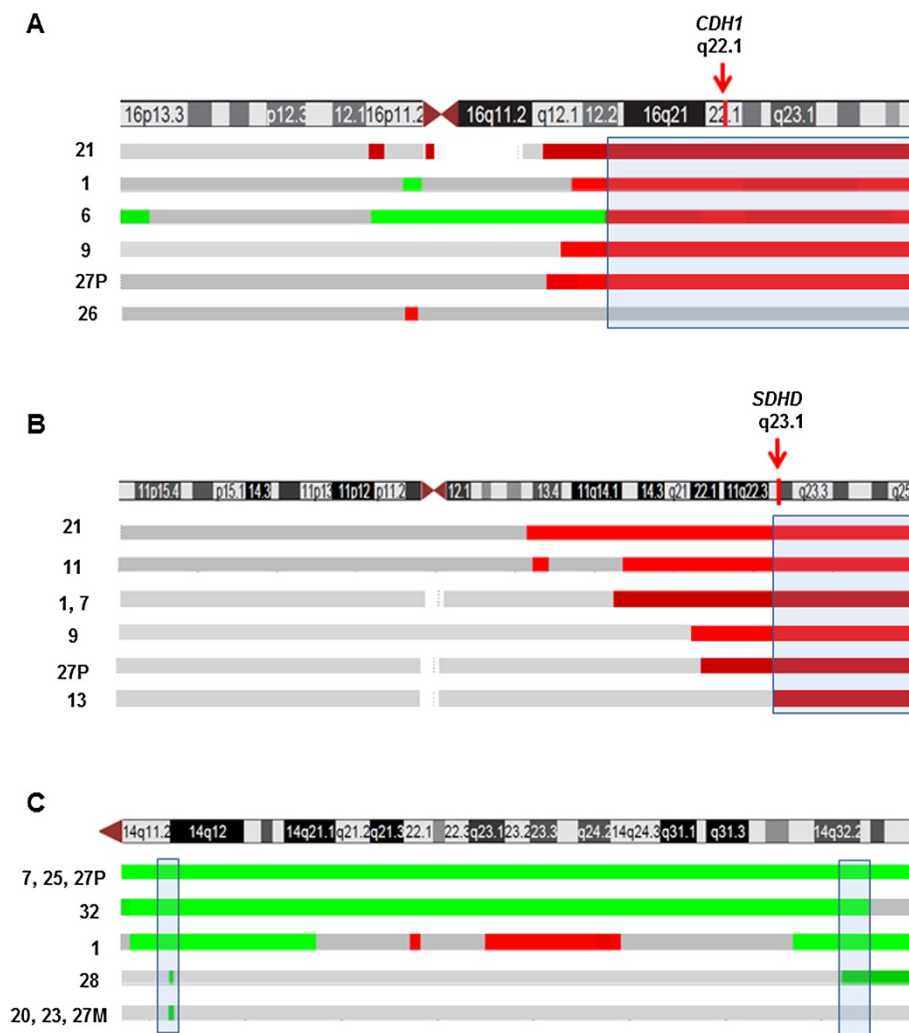 A
CDH1
q22.1
16p13.3 p12.3 12.1 16p11.2 16q11.2 q12.1 12.2 16q21 22.1 q23.1
21
1
6
9
27P
26
B
SDHD
q23.1
11p15.4 p15.1 14.3 11p13 11p12 p11.2 12.1 13.4 11q14.1 14.3 q21 22.1 11q22.3 q23.3 q25
21
11
1, 7
9
27P
13
C
14q11.2 14q12 14q21.1 q21.2 q21.3 22.1 22.3 q23.1 23.2 23.3 q24.2 14q24.3 q31.1 q31.3 14q32.2
7, 25, 27P
32
1
28
20, 23, 27M